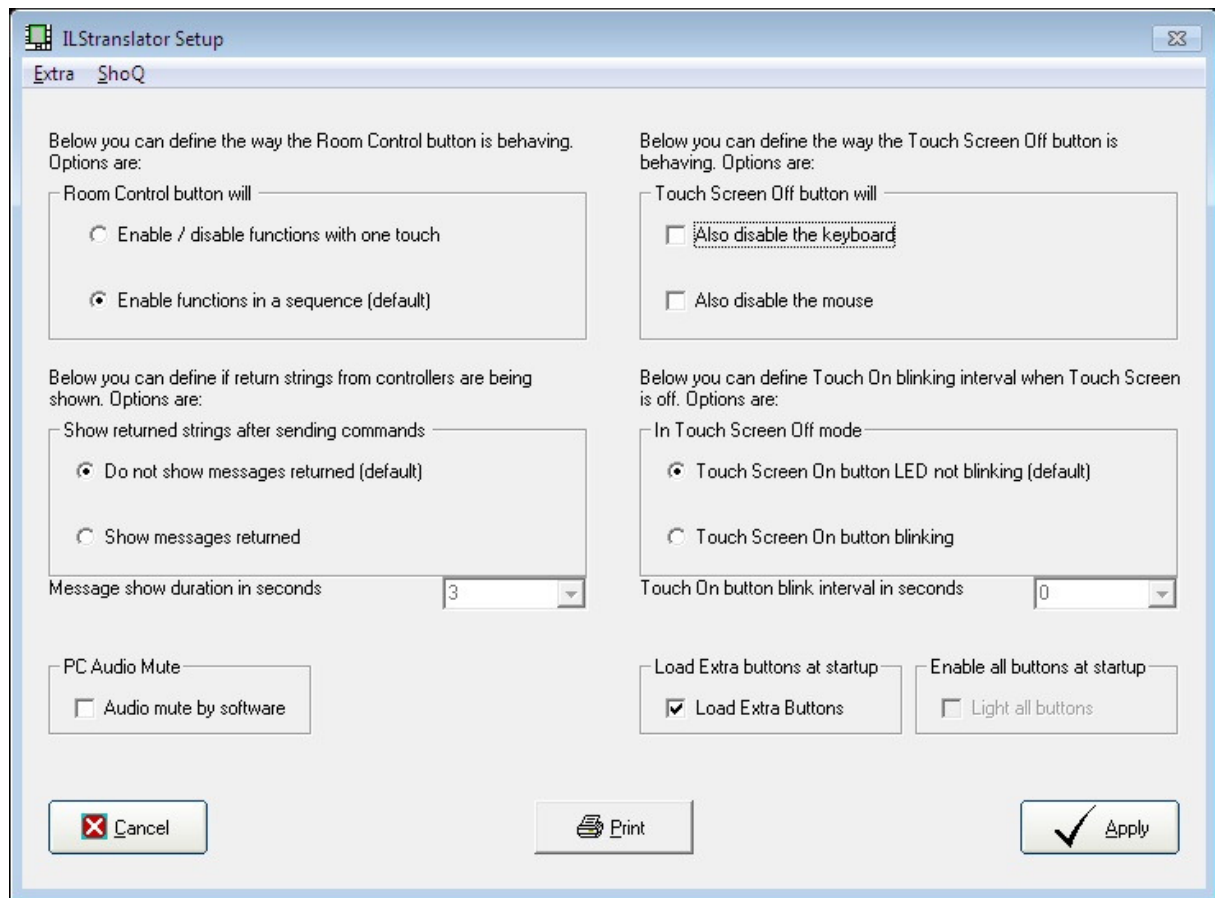 ILStranslator Setup
Extra ShoQ
Below you can define the way the Room Control button is behaving.
Options are:
Room Control button will
Enable / disable functions with one touch
Enable functions in a sequence (default)
Below you can define the way the Touch Screen Off button is
behaving. Options are:
Touch Screen Off button will
Also disable the keyboard
Also disable the mouse
Below you can define if return strings from controllers are being
shown. Options are:
Show returned strings after sending commands
Do not show messages returned (default)
Show messages returned
Message show duration in seconds 3
Below you can define Touch On blinking interval when Touch Screen
is off. Options are:
In Touch Screen Off mode
Touch Screen On button LED not blinking (default)
Touch Screen On button blinking
Touch On button blink interval in seconds 0
PC Audio Mute
Audio mute by software
Load Extra buttons at startup
Load Extra Buttons
Enable all buttons at startup
Light all buttons
Cancel
Print
Apply